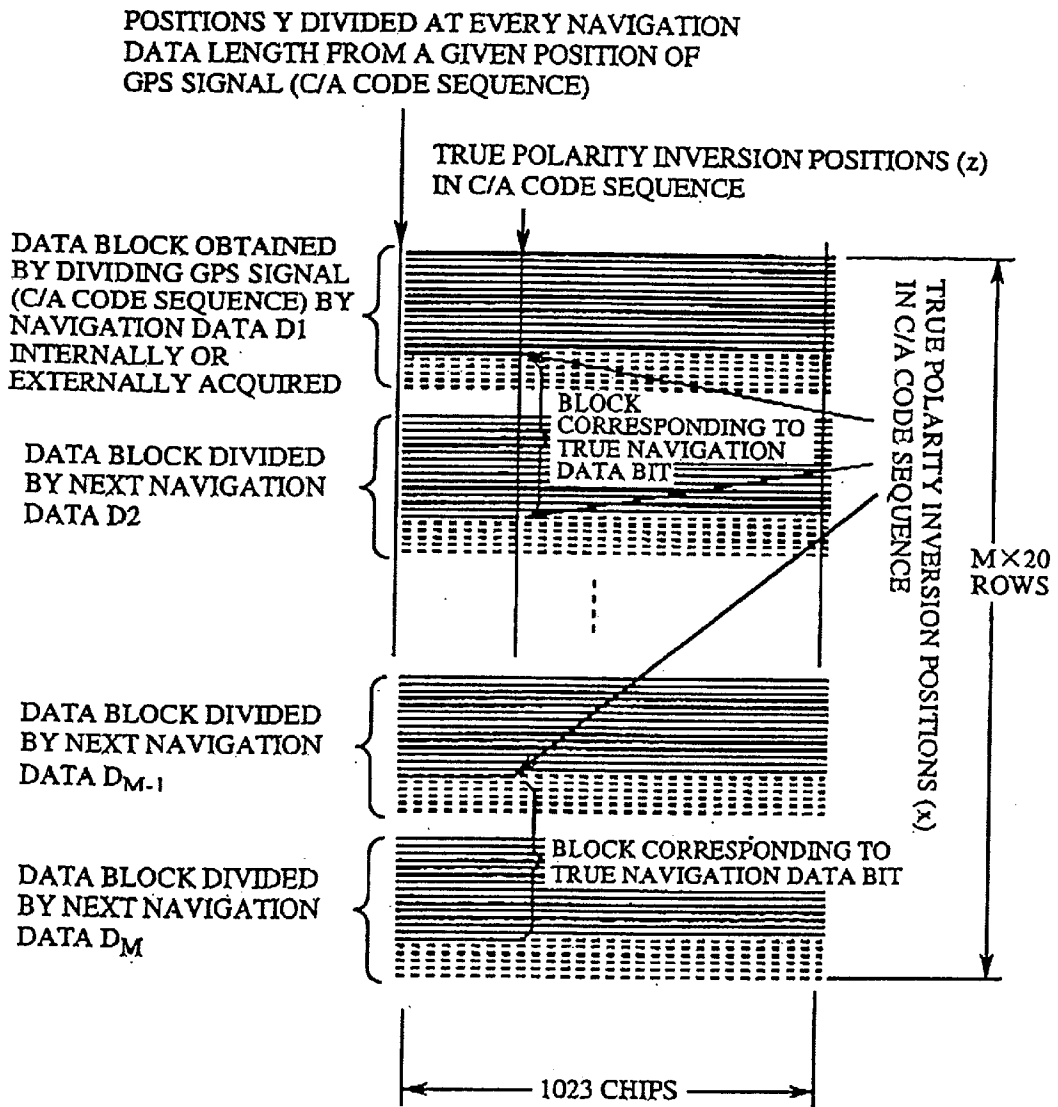 POSITIONS Y DIVIDED AT EVERY NAVIGATION
DATA LENGTH FROM A GIVEN POSITION OF
GPS SIGNAL (C/A CODE SEQUENCE)
TRUE POLARITY INVERSION POSITIONS (z)
IN C/A CODE SEQUENCE
DATA BLOCK OBTAINED
BY DIVIDING GPS SIGNAL
(C/A CODE SEQUENCE) BY
NAVIGATION DATA D1
INTERNALLY OR
EXTERNALLY ACQUIRED
TRUE POLARITY INVERSION POSITIONS (x)
IN C/A CODE SEQUENCE
BLOCK
CORRESPONDING TO
TRUE NAVIGATION
DATA BIT
DATA BLOCK DIVIDED
BY NEXT NAVIGATION
DATA D2
M×20
ROWS
DATA BLOCK DIVIDED
BY NEXT NAVIGATION
DATA DM-1
BLOCK CORRESPONDING TO
TRUE NAVIGATION DATA BIT
DATA BLOCK DIVIDED
BY NEXT NAVIGATION
DATA DM
1023 CHIPS